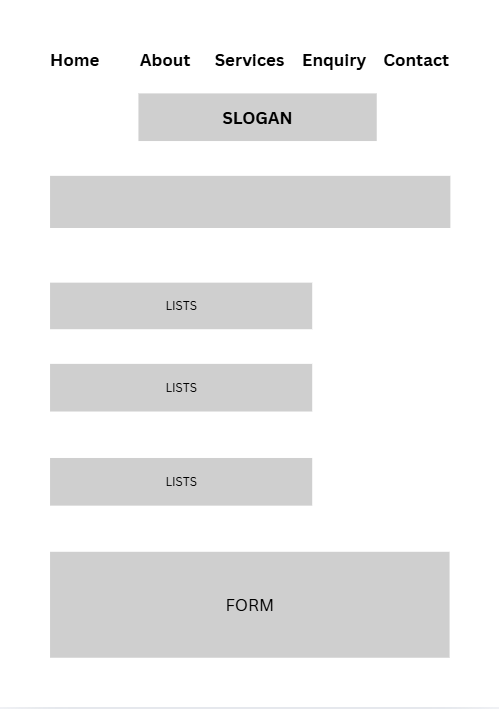 Home About Services Enquiry Contact
SLOGAN
LISTS
LISTS
LISTS
FORM